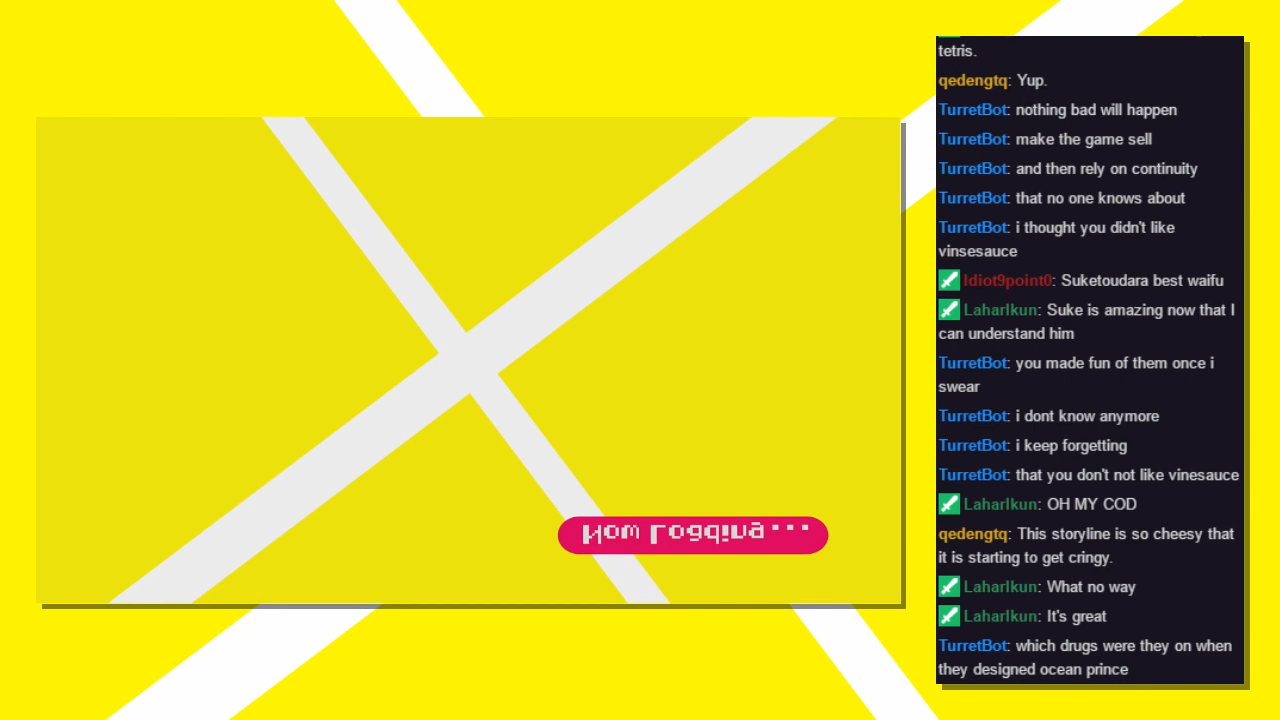 tetris.
qedengtq: Yup.
TurretBot: nothing bad will happen
TurretBot: make the game sell
TurretBot: and then rely on continuity
TurretBot: that no one knows about
TurretBot: i thought you didn't like
vinsesauce
Idiot9point0: Suketoudara best waifu
LaharIkun: Suke is amazing now that I
can understand him
TurretBot: you made fun of them once i
swear
TurretBot: i dont know anymore
TurretBot: i keep forgetting
TurretBot: that you don't not like vinesauce
LaharIkun: OH MY COD
qedengtq: This storyline is so cheesy that
it is starting to get cringy.
LaharIkun: What no way
LaharIkun: It's great
TurretBot: which drugs were they on when
they designed ocean prince
Now Loading...